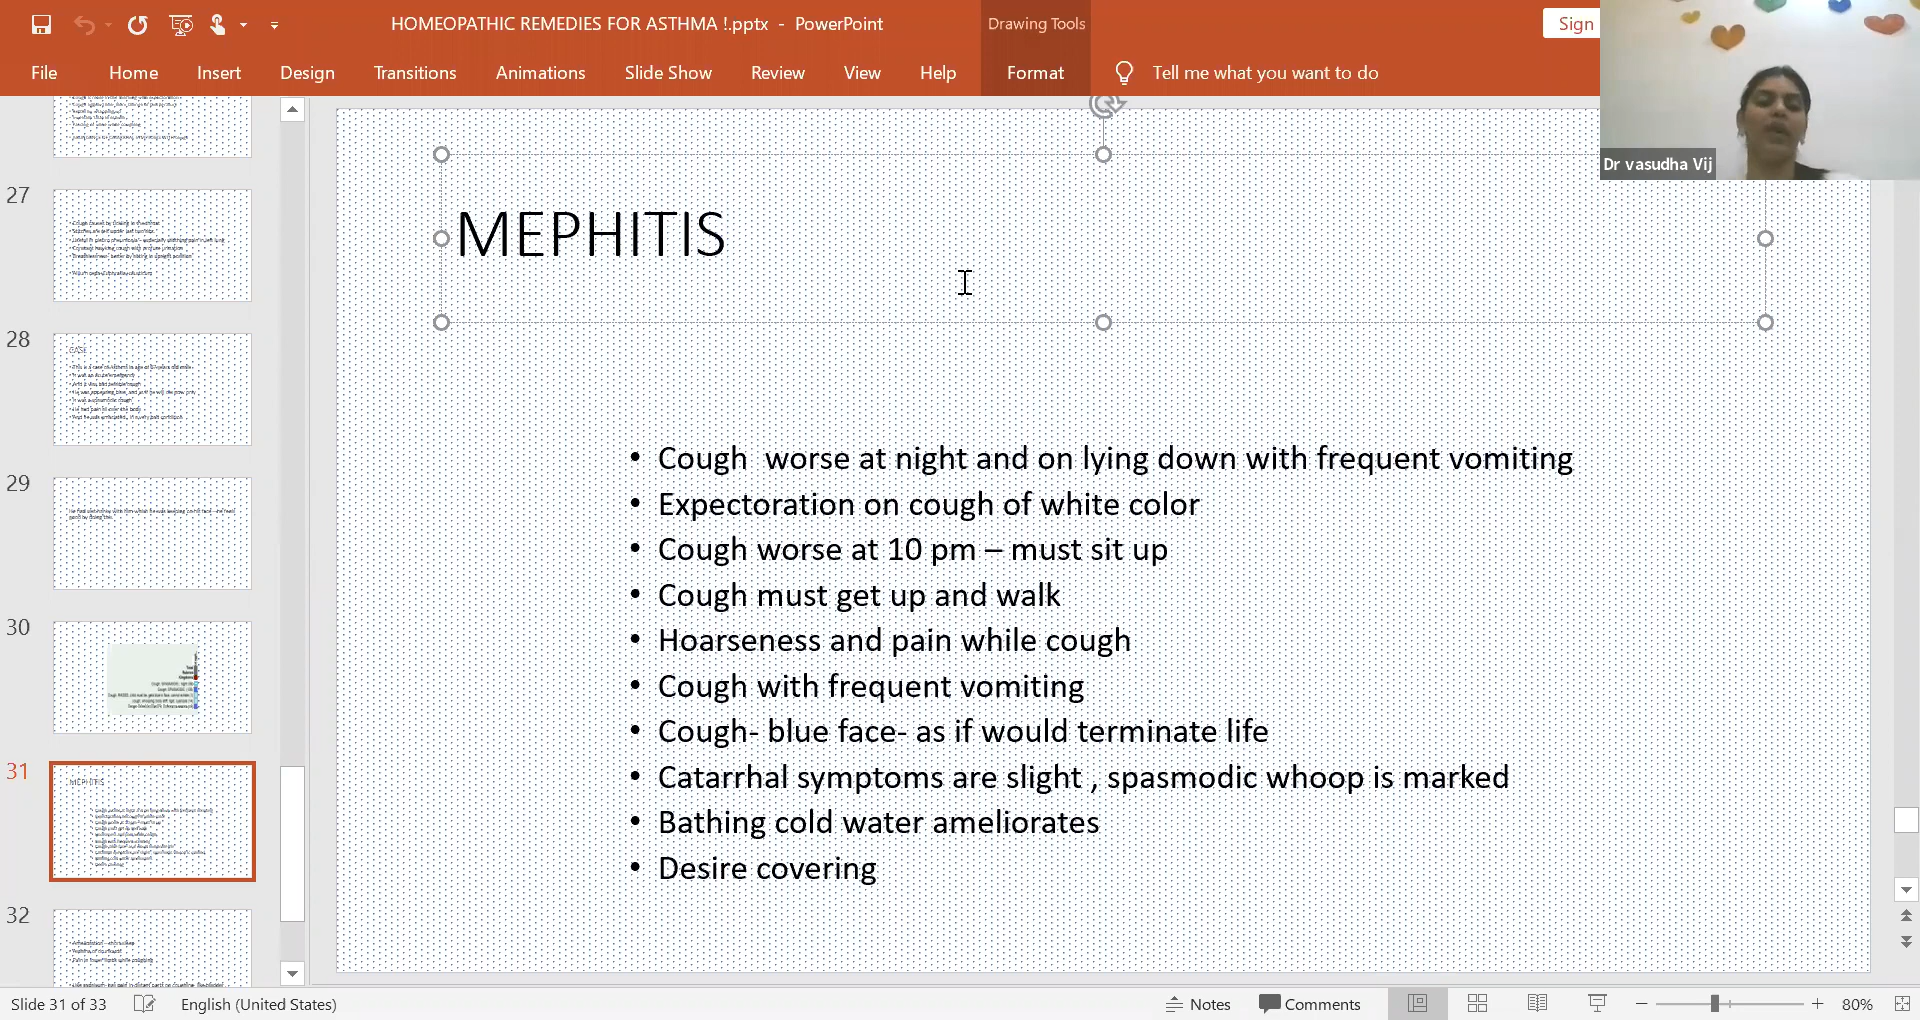 HOMEOPATHIC REMEDIES FOR ASTHMA !.pptx - PowerPoint
Drawing Tools
Sign
File Home Insert Design Transitions Animations Slide Show Review View Help Format Tell me what you want to do
Dr vasudha Vij
27
28
CASE
29
30
31
MEPHITIS
32
MEPHITIS
• Cough  worse at night and on lying down with frequent vomiting
• Expectoration on cough of white color
• Cough worse at 10 pm – must sit up
• Cough must get up and walk
• Hoarseness and pain while cough
• Cough with frequent vomiting
• Cough- blue face- as if would terminate life
• Catarrhal symptoms are slight , spasmodic whoop is marked
• Bathing cold water ameliorates
• Desire covering
Slide 31 of 33 English (United States) Notes Comments 80%